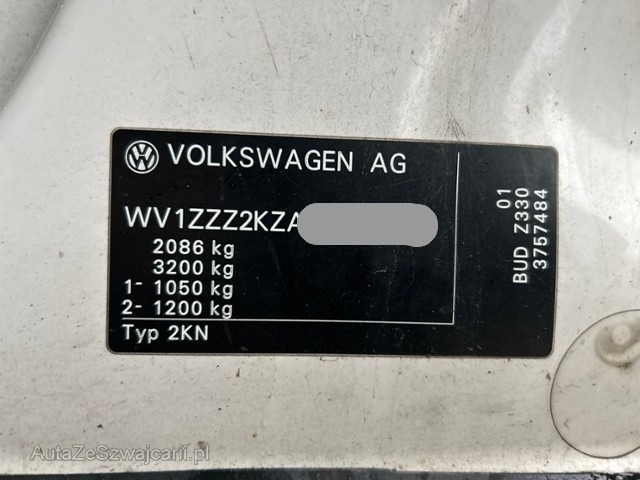 VOLKSWAGEN AG
WV1ZZZ2KZA
2086 kg
3200 kg
1- 1050 kg
2- 1200 kg
Typ 2KN
01
BUD Z330
3757484
AutaZeSzwajcarii.pl